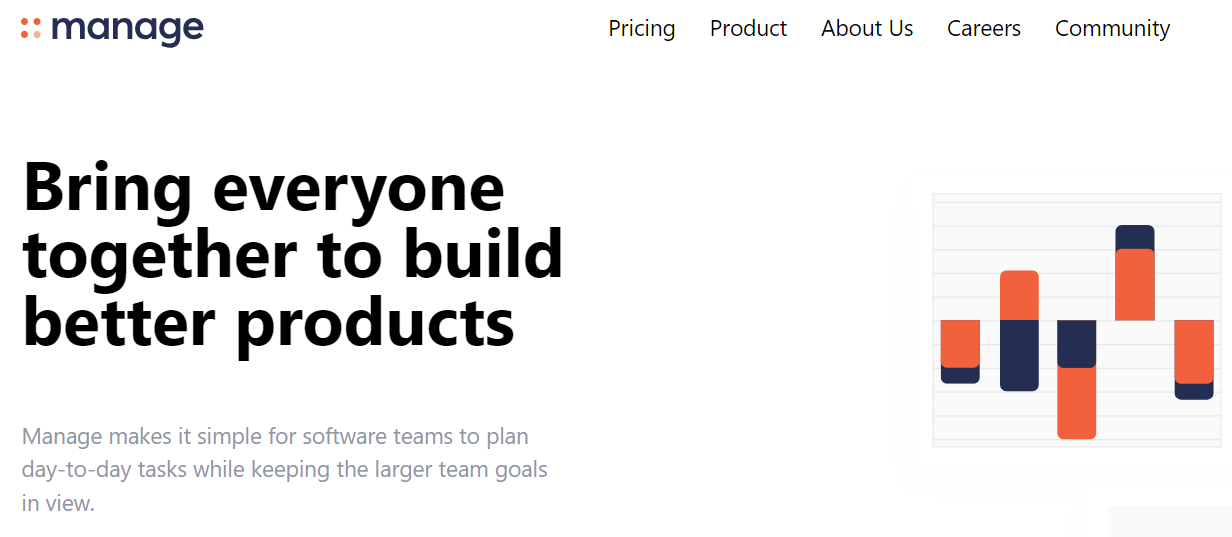 manage
Pricing Product About Us Careers Community
Bring everyone
together to build
better products
Manage makes it simple for software teams to plan
day-to-day tasks while keeping the larger team goals
in view.